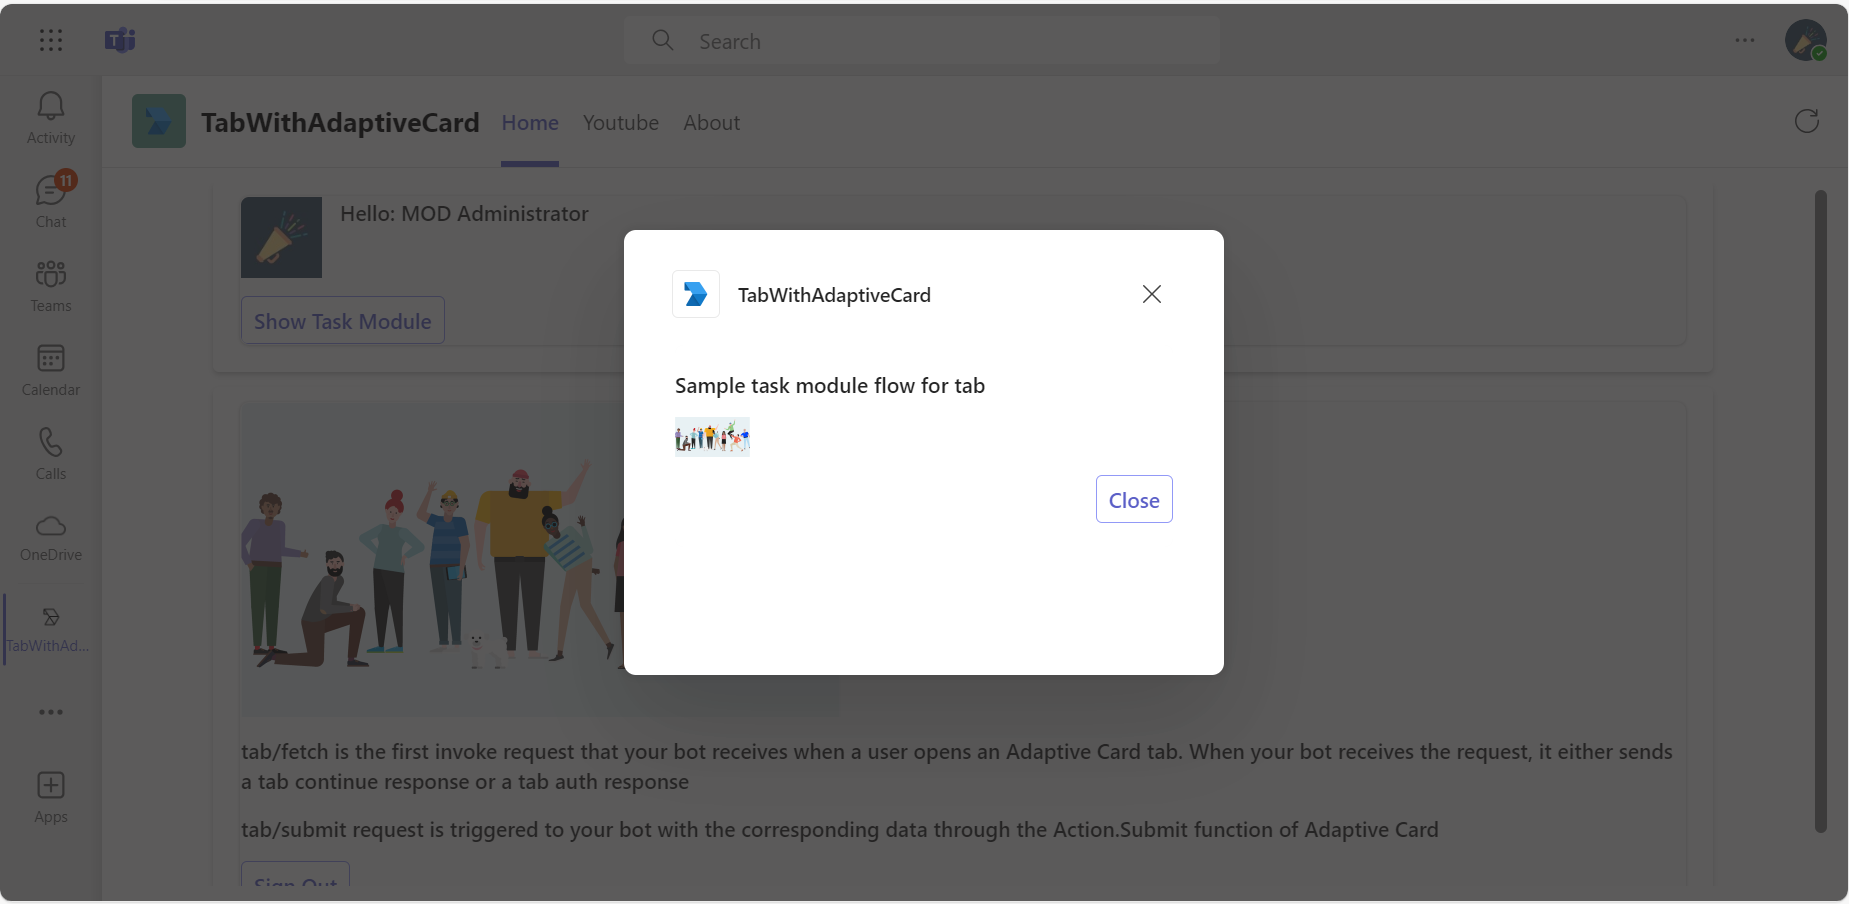 Search
TabWithAdaptiveCard Home Youtube About
Activity
11
Chat
Teams
Calendar
Calls
OneDrive
TabWithAd...
Apps
Hello: MOD Administrator
Show Task Module
TabWithAdaptiveCard
Sample task module flow for tab
Close
tab/fetch is the first invoke request that your bot receives when a user opens an Adaptive Card tab. When your bot receives the request, it either sends
a tab continue response or a tab auth response
tab/submit request is triggered to your bot with the corresponding data through the Action.Submit function of Adaptive Card
Sign Out